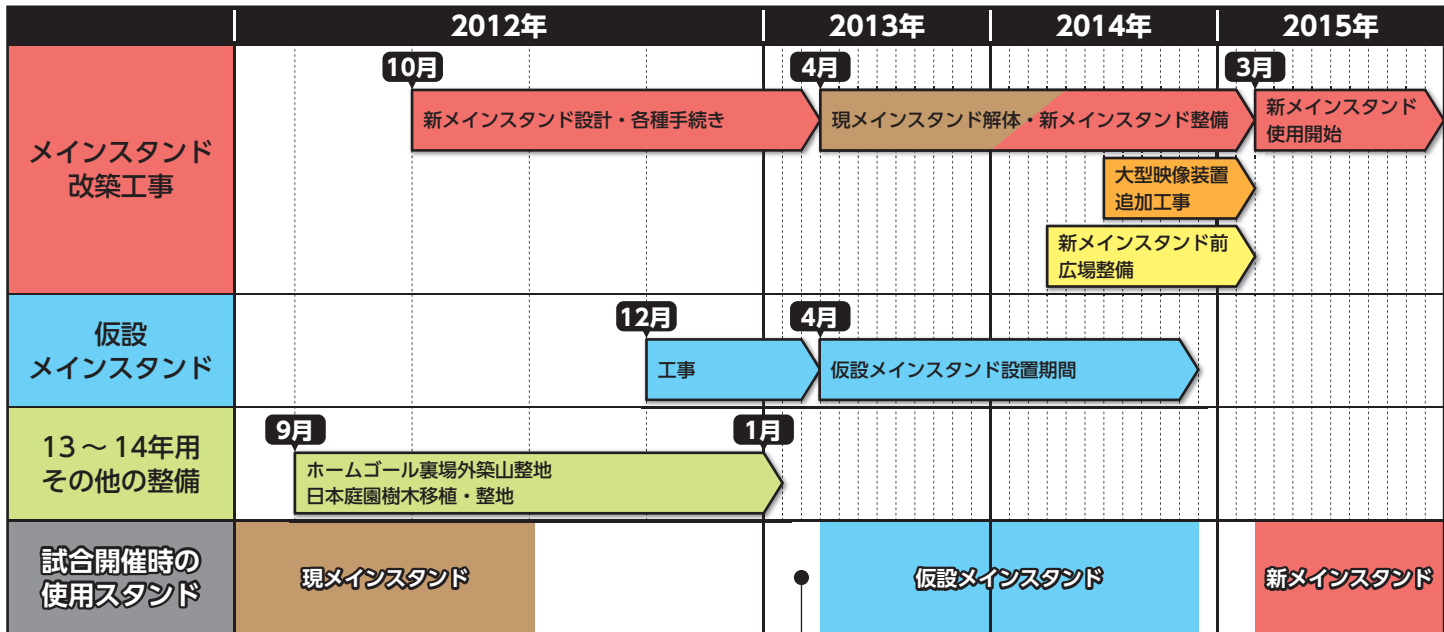 2012年
2013年
2014年
2015年
メインスタンド
改築工事
10月
新メインスタンド設計・各種手続き
4月
現メインスタンド解体・新メインスタンド整備
3月
新メインスタンド
使用開始
大型映像装置
追加工事
新メインスタンド前
広場整備
仮設
メインスタンド
12月
工事
4月
仮設メインスタンド設置期間
13～14年用
その他の整備
9月
1月
ホームゴール裏場外築山整地
日本庭園樹木移植・整地
試合開催時の
使用スタンド
現メインスタンド
仮設メインスタンド
新メインスタンド